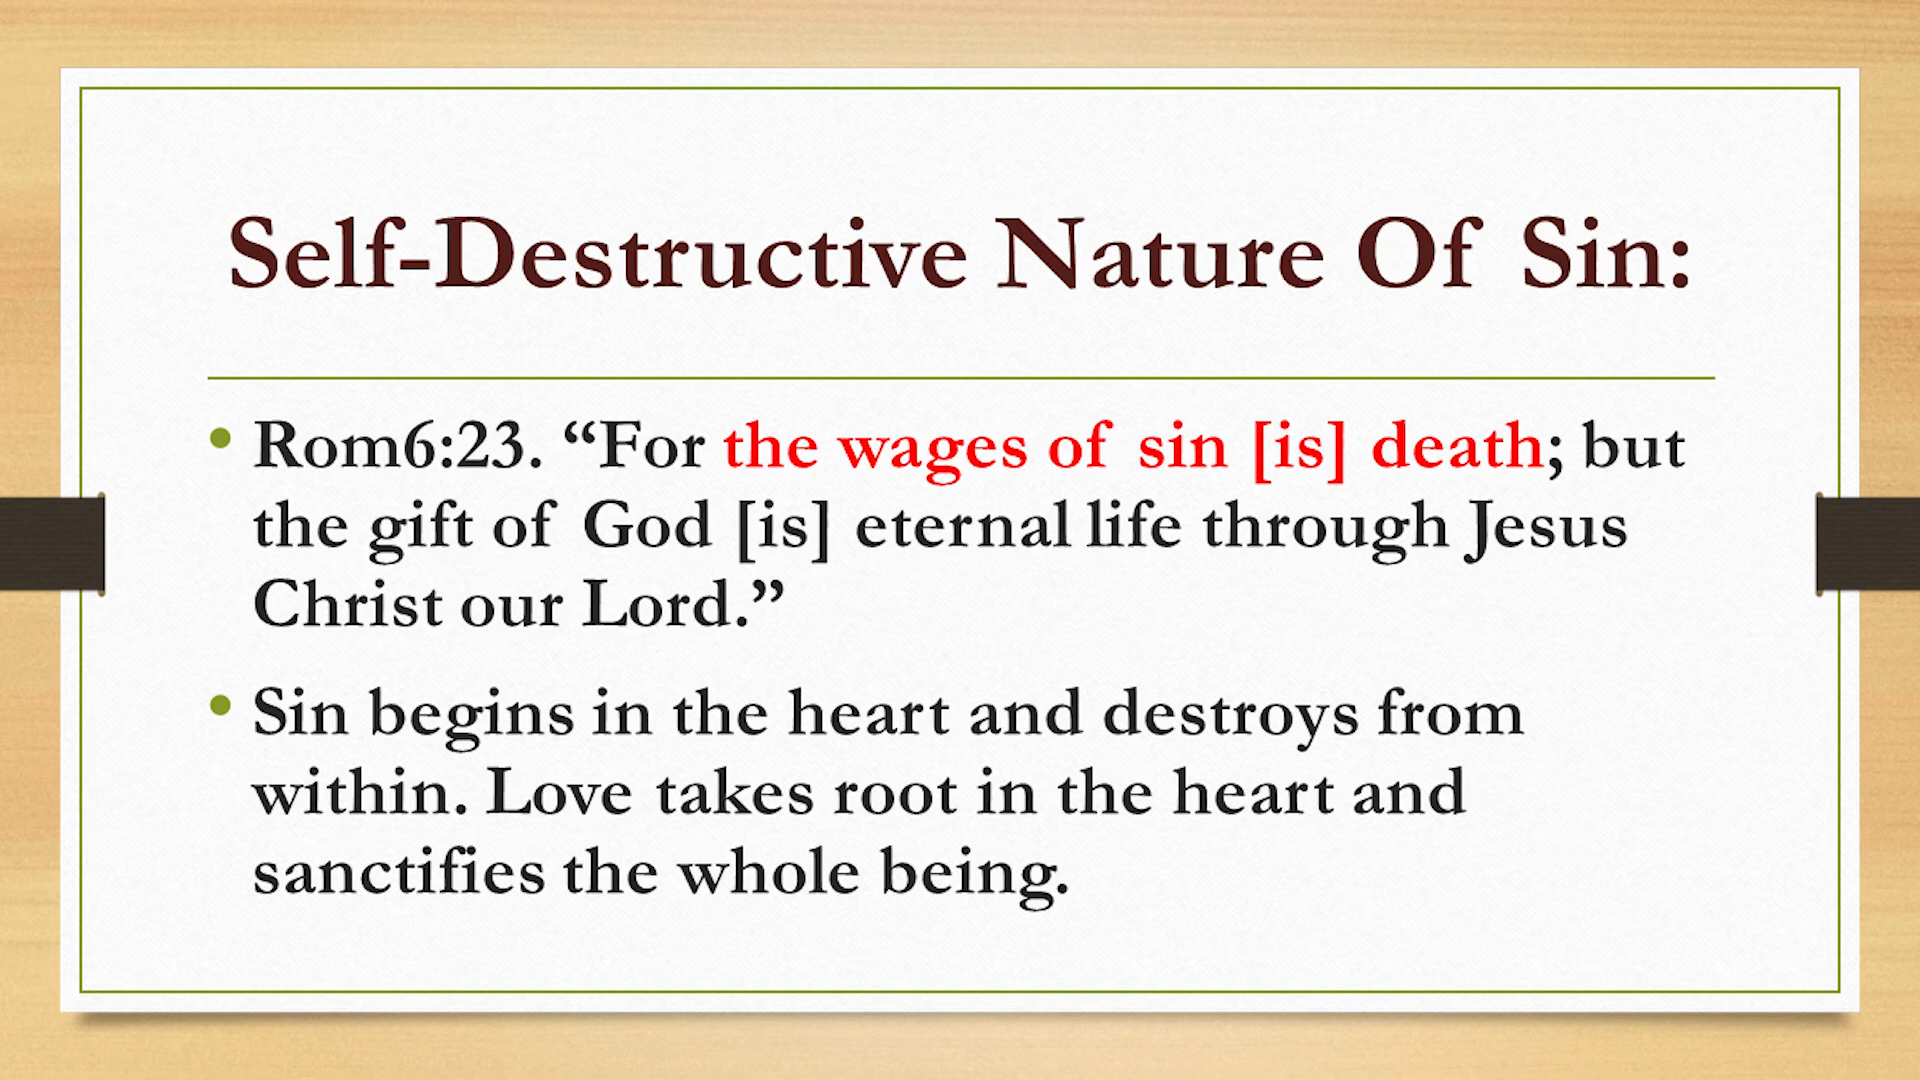 Self-Destructive Nature Of Sin:
• Rom6:23. “For the wages of sin [is] death; but
the gift of God [is] eternal life through Jesus
Christ our Lord.”
• Sin begins in the heart and destroys from
within. Love takes root in the heart and
sanctifies the whole being.